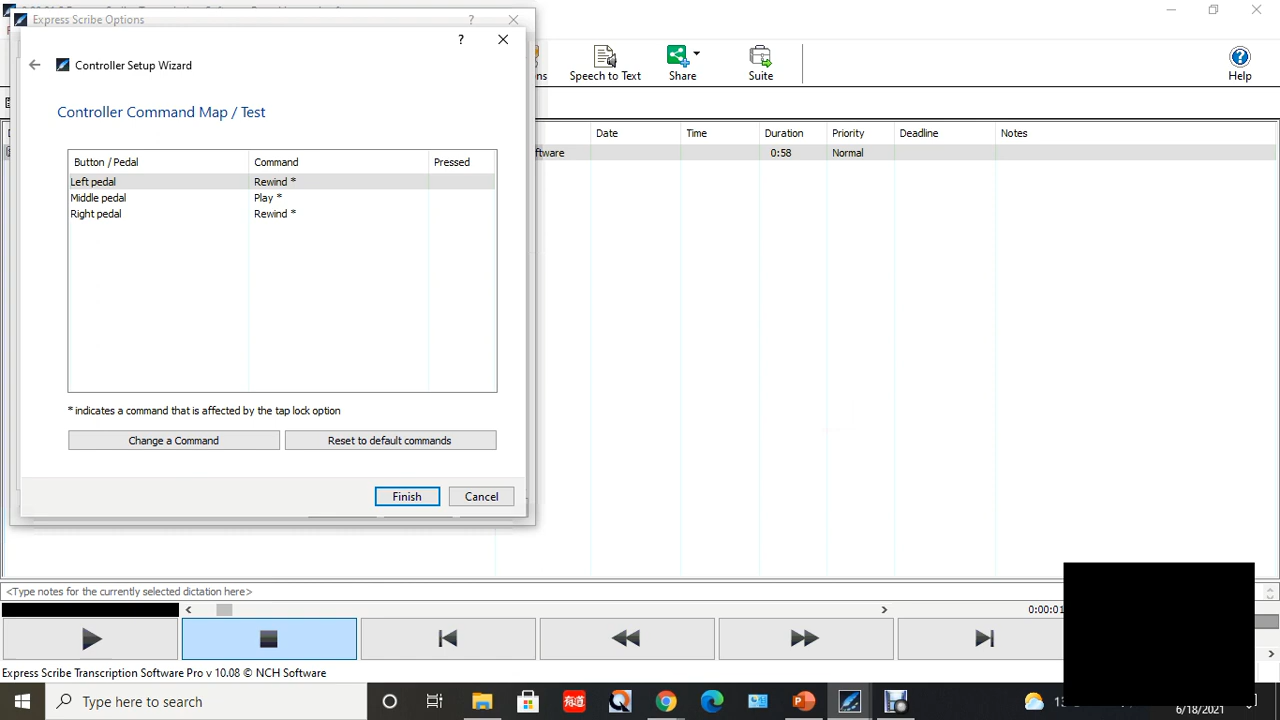 Express Scribe Options
?
?
Controller Setup Wizard
Controller Command Map / Test
Button / Pedal Command Pressed
Left pedal Rewind *
Middle pedal Play *
Right pedal Rewind *
* indicates a command that is affected by the tap lock option
Change a Command Reset to default commands
Finish Cancel
Speech to Text Share Suite Help
Date Time Duration Priority Deadline Notes
0:58 Normal
<Type notes for the currently selected dictation here>
Express Scribe Transcription Software Pro v 10.08 © NCH Software
Type here to search
有道
6/18/2021